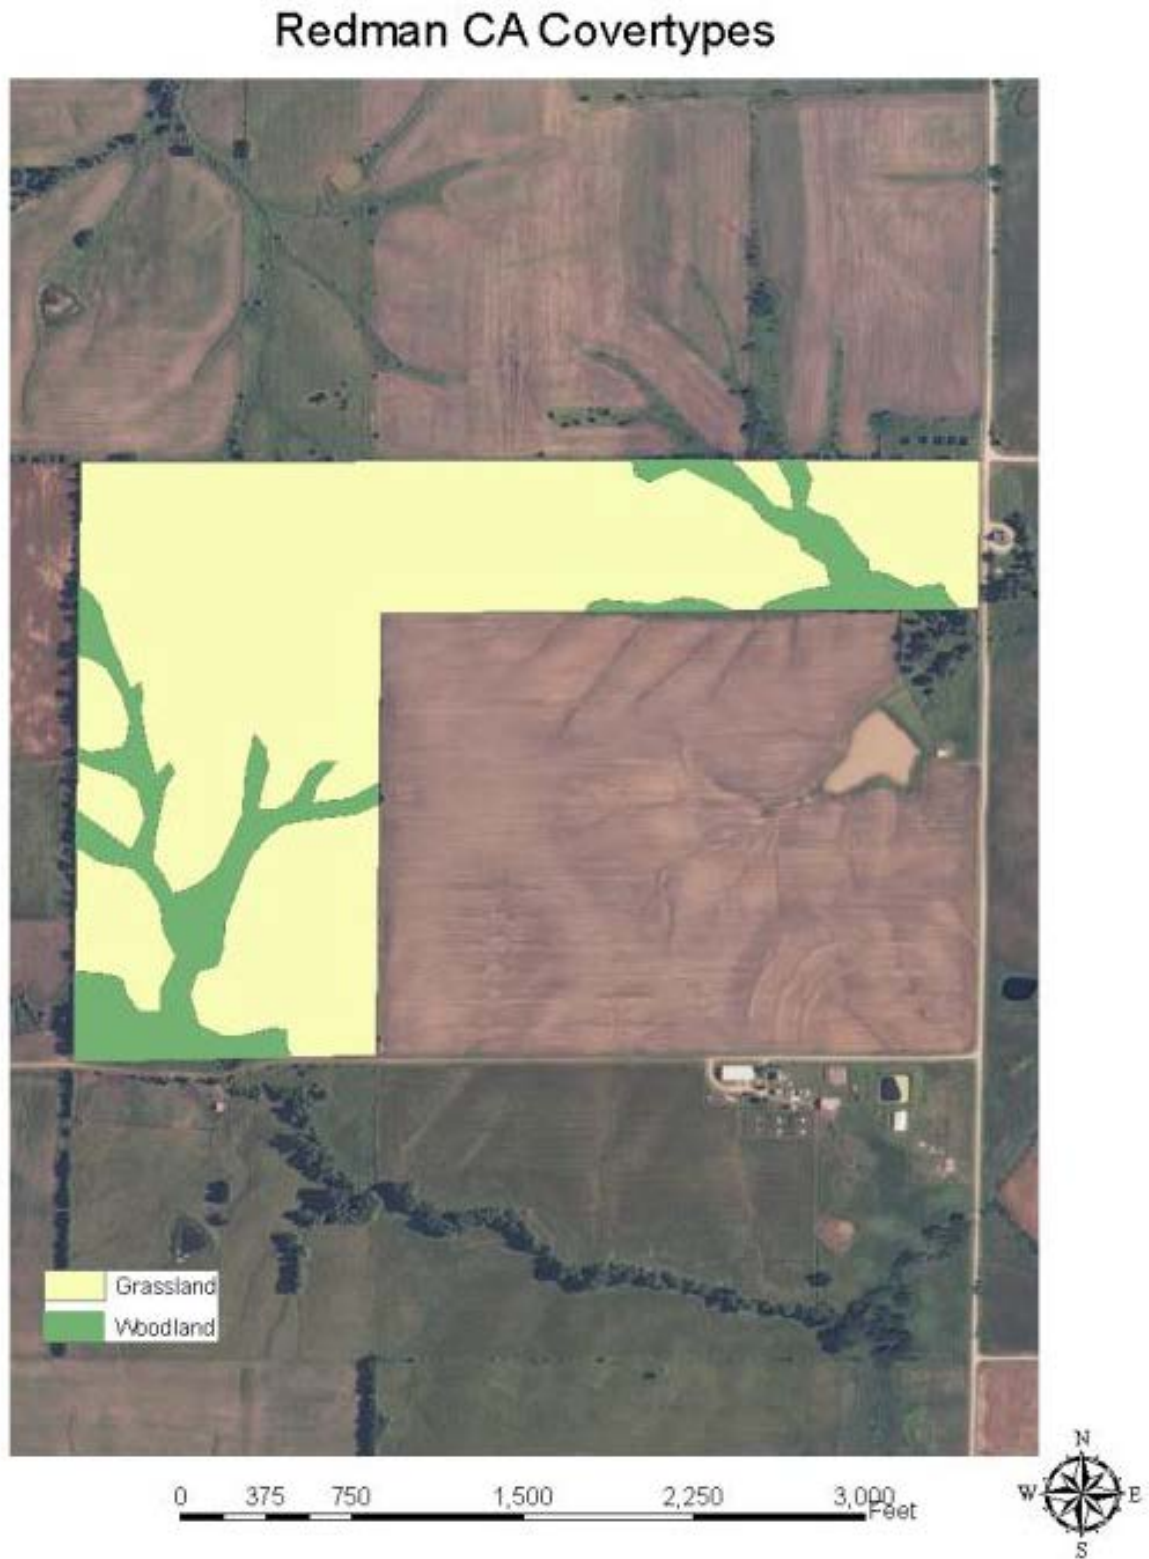 Redman CA Covertypes
Grassland
Woodland
0 375 750 1,500 2,250 3,000
Feet
N
W E
S